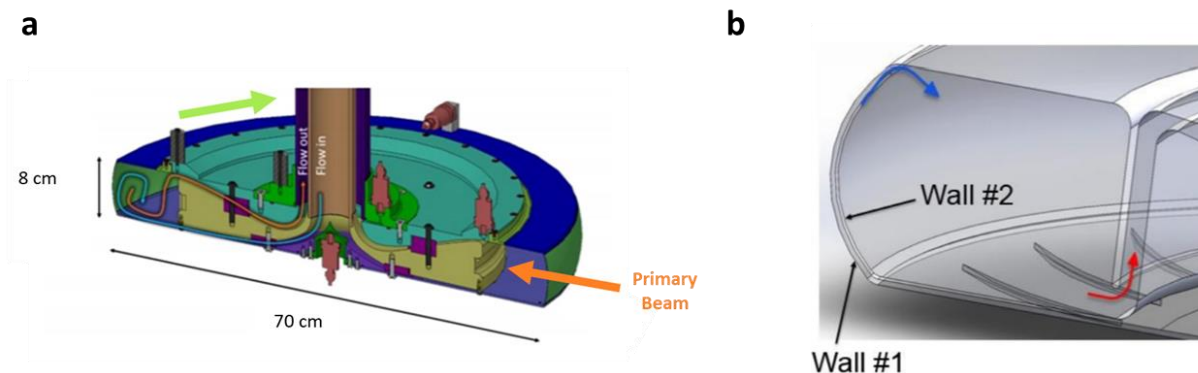 a
b
Flow out
Flow in
8 cm
70 cm
Primary
Beam
Wall #2
Wall #1